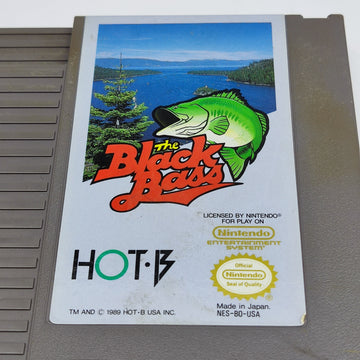 The
Black
Bass
LICENSED BY NINTENDO®
FOR PLAY ON
Nintendo
ENTERTAINMENT
SYSTEM
HOT·B
Official
Nintendo
Seal of Quality
TM AND © 1989 HOT-B USA INC.
Made in Japan.
NES-BO-USA